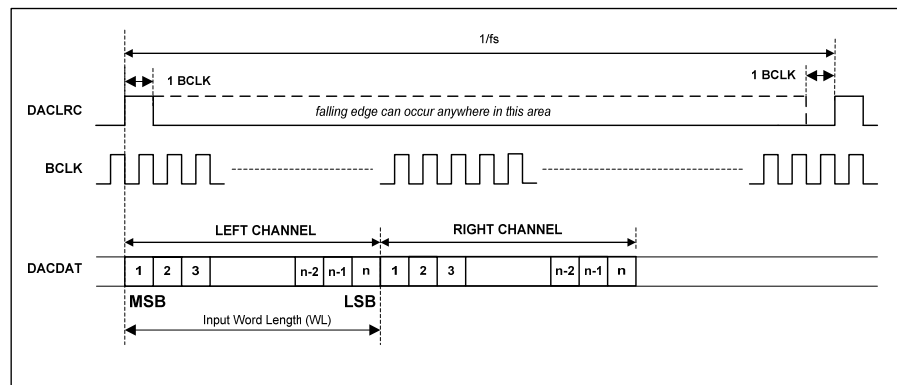 1/fs
1 BCLK
1 BCLK
DACLRC
falling edge can occur anywhere in this area
BCLK
LEFT CHANNEL
RIGHT CHANNEL
DACDAT
1 2 3 n-2 n-1 n 1 2 3 n-2 n-1 n
MSB
LSB
Input Word Length (WL)